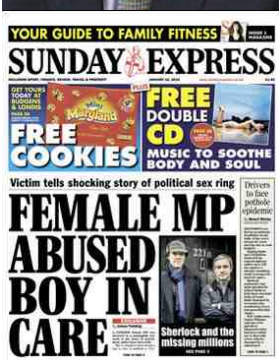 YOUR GUIDE TO FAMILY FITNESS
SUNDAY EXPRESS
GET YOURS
TODAY AT
BUDGENS
& LONDIS
Maryland
FREE
COOKIES
PLUS
FREE
DOUBLE
CD
MUSIC TO SOOTHE
BODY AND SOUL
Victim tells shocking story of political sex ring
FEMALE MP
ABUSED
BOY IN
CARE
221B
Sherlock and the
missing millions
Drivers
to face
pothole
epidemic